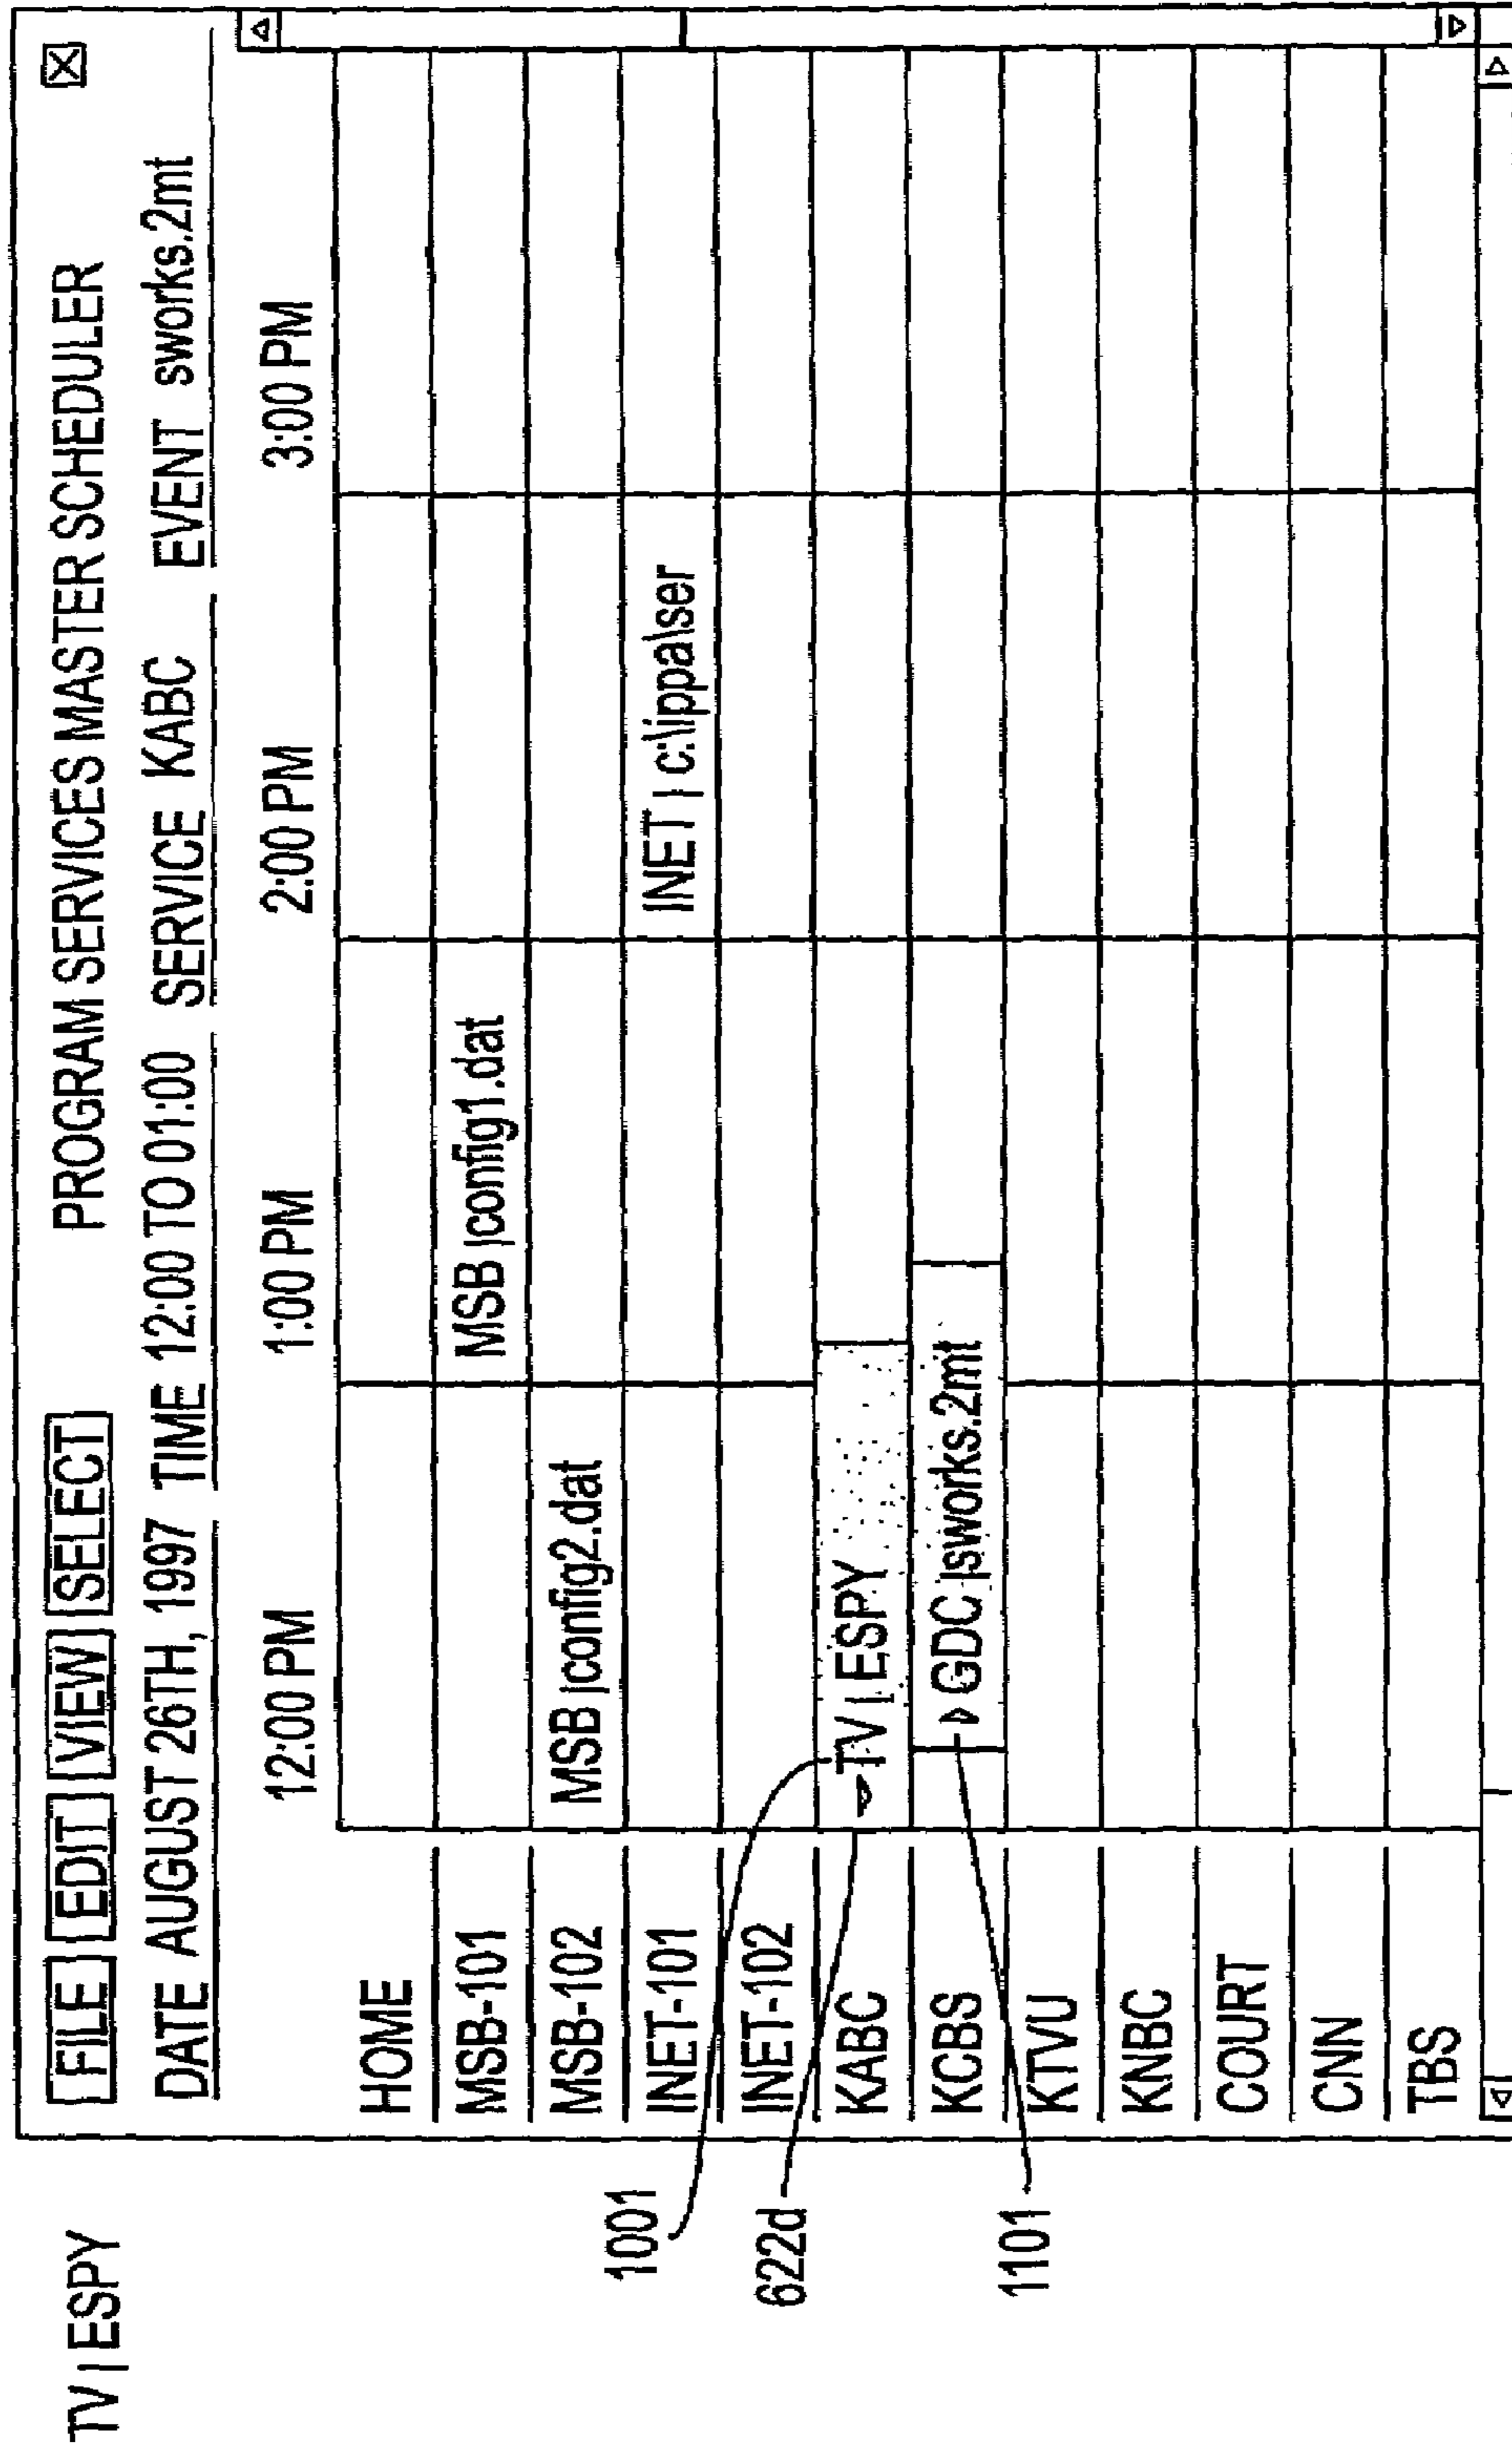 TV | ESPY
FILE EDIT VIEW SELECT PROGRAM SERVICES MASTER SCHEDULER X
DATE AUGUST 26TH, 1997 TIME 12:00 TO 01:00 SERVICE KABC EVENT sworks.2mt
12:00 PM 1:00 PM 2:00 PM 3:00 PM
HOME
MSB-101 MSB | config1.dat
MSB-102 MSB | config2.dat
INET-101 INET | c:\ippa\ser
INET-102
KABC TV | ESPY
KCBS GDC | sworks.2mt
KTVU
KNBC
COURT
CNN
TBS
1001
622d
1101